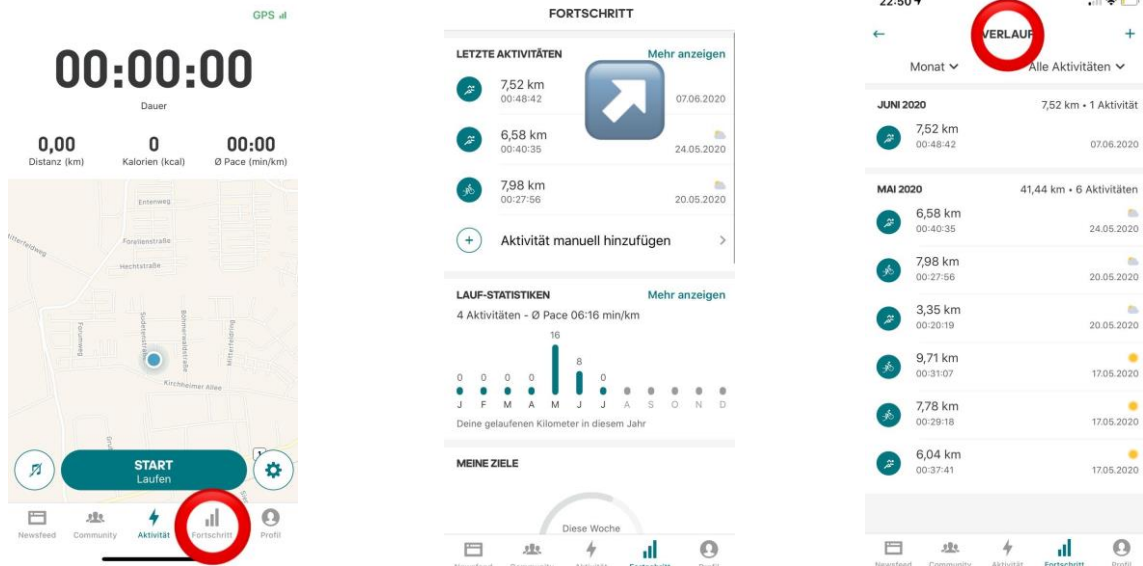 GPS
00:00:00
Dauer
0,00
0
00:00
Distanz (km)
Kalorien (kcal)
Ø Pace (min/km)
Entenweg
Forellenstraße
Hechtstraße
Forumweg
Sudetenstraße
Böhmerwaldstraße
Mitterfeldring
Kirchheimer Allee
START
Laufen
Newsfeed
Community
Aktivität
Fortschritt
Profil
FORTSCHRITT
LETZTE AKTIVITÄTEN
Mehr anzeigen
7,52 km
00:48:42
07.06.2020
6,58 km
00:40:35
24.05.2020
7,98 km
00:27:56
20.05.2020
Aktivität manuell hinzufügen
LAUF-STATISTIKEN
Mehr anzeigen
4 Aktivitäten - Ø Pace 06:16 min/km
16
8
0 0 0 0 0
J F M A M J J A S O N D
Deine gelaufenen Kilometer in diesem Jahr
MEINE ZIELE
Diese Woche
Newsfeed
Community
Aktivität
Fortschritt
Profil
22:50
VERLAUF
Monat
Alle Aktivitäten
JUNI 2020
7,52 km • 1 Aktivität
7,52 km
00:48:42
07.06.2020
MAI 2020
41,44 km • 6 Aktivitäten
6,58 km
00:40:35
24.05.2020
7,98 km
00:27:56
20.05.2020
3,35 km
00:20:19
20.05.2020
9,71 km
00:31:07
17.05.2020
7,78 km
00:29:18
17.05.2020
6,04 km
00:37:41
17.05.2020
Newsfeed
Community
Aktivität
Fortschritt
Profil